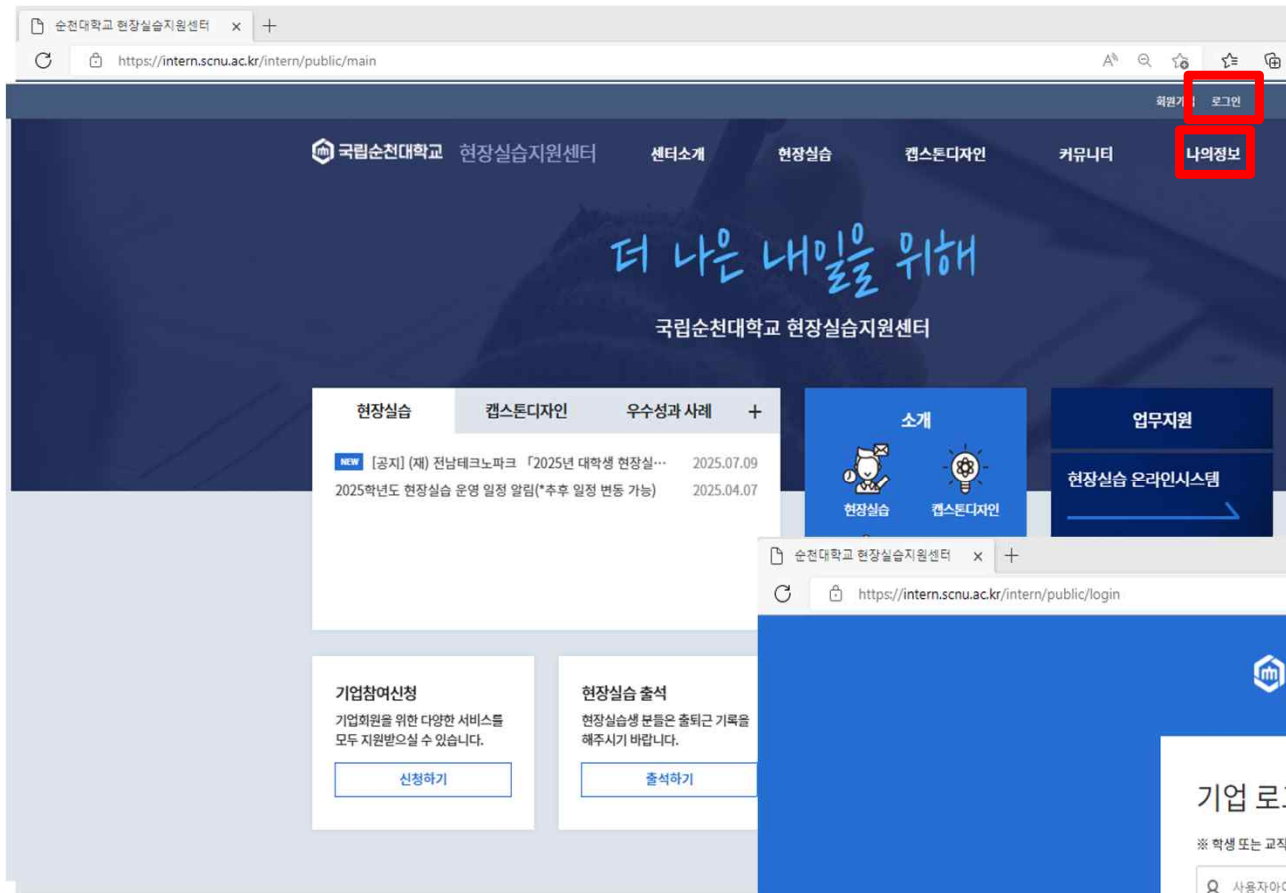 순천대학교 현장실습지원센터
https://intern.scnu.ac.kr/intern/public/main
로그인
국립순천대학교 현장실습지원센터 센터소개 현장실습 캡스톤디자인 커뮤니티 나의정보
더 나은 내일을 위해
국립순천대학교 현장실습지원센터
현장실습 캡스톤디자인 우수성과 사례 +
NEW [공지] (재) 전남테크노파크 「2025년 대학생 현장실… 2025.07.09
2025학년도 현장실습 운영 일정 알림(*추후 일정 변동 가능) 2025.04.07
소개
현장실습 캡스톤디자인
업무지원
현장실습 온라인시스템
기업참여신청
기업회원을 위한 다양한 서비스를
모두 지원받으실 수 있습니다.
신청하기
현장실습 출석
현장실습생 분들은 출퇴근 기록을
해주시기 바랍니다.
출석하기
순천대학교 현장실습지원센터
https://intern.scnu.ac.kr/intern/public/login
기업
※ 학생 또는 교직